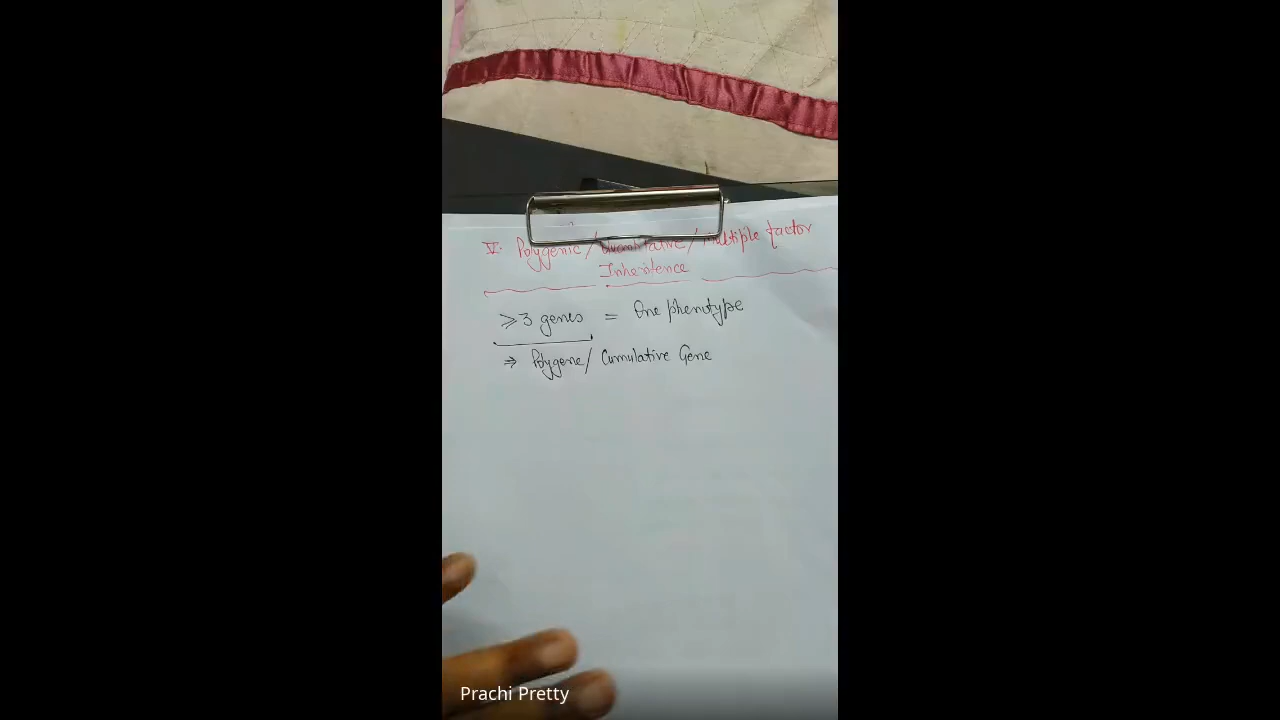 V. Polygenic / Quantitative / Multiple factor
Inheritence
≥3 genes = One phenotype
⇒ Polygene/ Cumulative Gene
Prachi Pretty